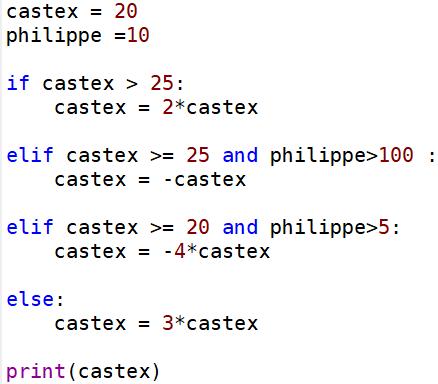 castex = 20
philippe =10
if castex > 25:
    castex = 2*castex
elif castex >= 25 and philippe>100 :
    castex = -castex
elif castex >= 20 and philippe>5:
    castex = -4*castex
else:
    castex = 3*castex
print(castex)